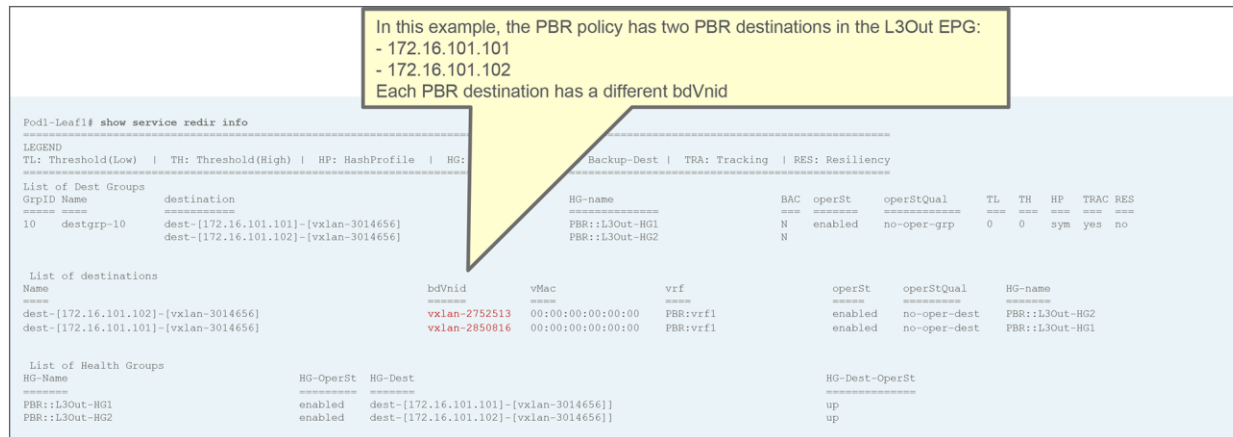 In this example, the PBR policy has two PBR destinations in the L3Out EPG:
- 172.16.101.101
- 172.16.101.102
Each PBR destination has a different bdVnid
Pod1-Leaf1# show service redir info
=====================================================================
LEGEND
TL: Threshold(Low) | TH: Threshold(High) | HP: HashProfile | HG: Backup-Dest | TRA: Tracking | RES: Resiliency
=====================================================================
List of Dest Groups
GrpID Name destination HG-name BAC operSt operStQual TL TH HP TRAC RES
===== ==== =========== ============== === ======= ============ === === === === ===
10 destgrp-10 dest-[172.16.101.101]-[vxlan-3014656] PBR::L3Out-HG1 N enabled no-oper-grp 0 0 sym yes no
dest-[172.16.101.102]-[vxlan-3014656] PBR::L3Out-HG2 N
List of destinations
Name bdVnid vMac vrf operSt operStQual HG-name
==== ====== ==== ==== ===== ========= =======
dest-[172.16.101.102]-[vxlan-3014656] vxlan-2752513 00:00:00:00:00:00 PBR:vrf1 enabled no-oper-dest PBR::L3Out-HG2
dest-[172.16.101.101]-[vxlan-3014656] vxlan-2850816 00:00:00:00:00:00 PBR:vrf1 enabled no-oper-dest PBR::L3Out-HG1
List of Health Groups
HG-Name HG-OperSt HG-Dest HG-Dest-OperSt
======= ========= ======= ==============
PBR::L3Out-HG1 enabled dest-[172.16.101.101]-[vxlan-3014656]] up
PBR::L3Out-HG2 enabled dest-[172.16.101.102]-[vxlan-3014656]] up